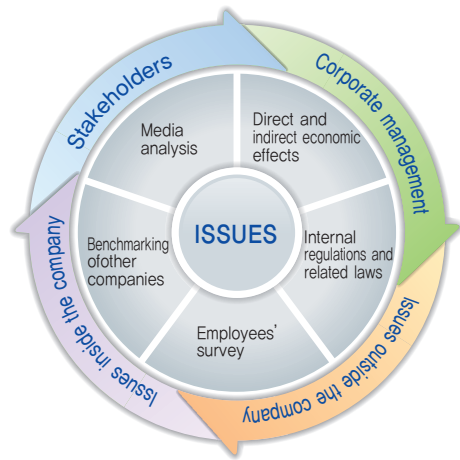 Stakeholders
Corporate management
Issues outside the company
Issues inside the company
Media
analysis
Direct and
indirect economic
effects
Internal
regulations and
related laws
Employees'
survey
Benchmarking
ofother
companies
ISSUES